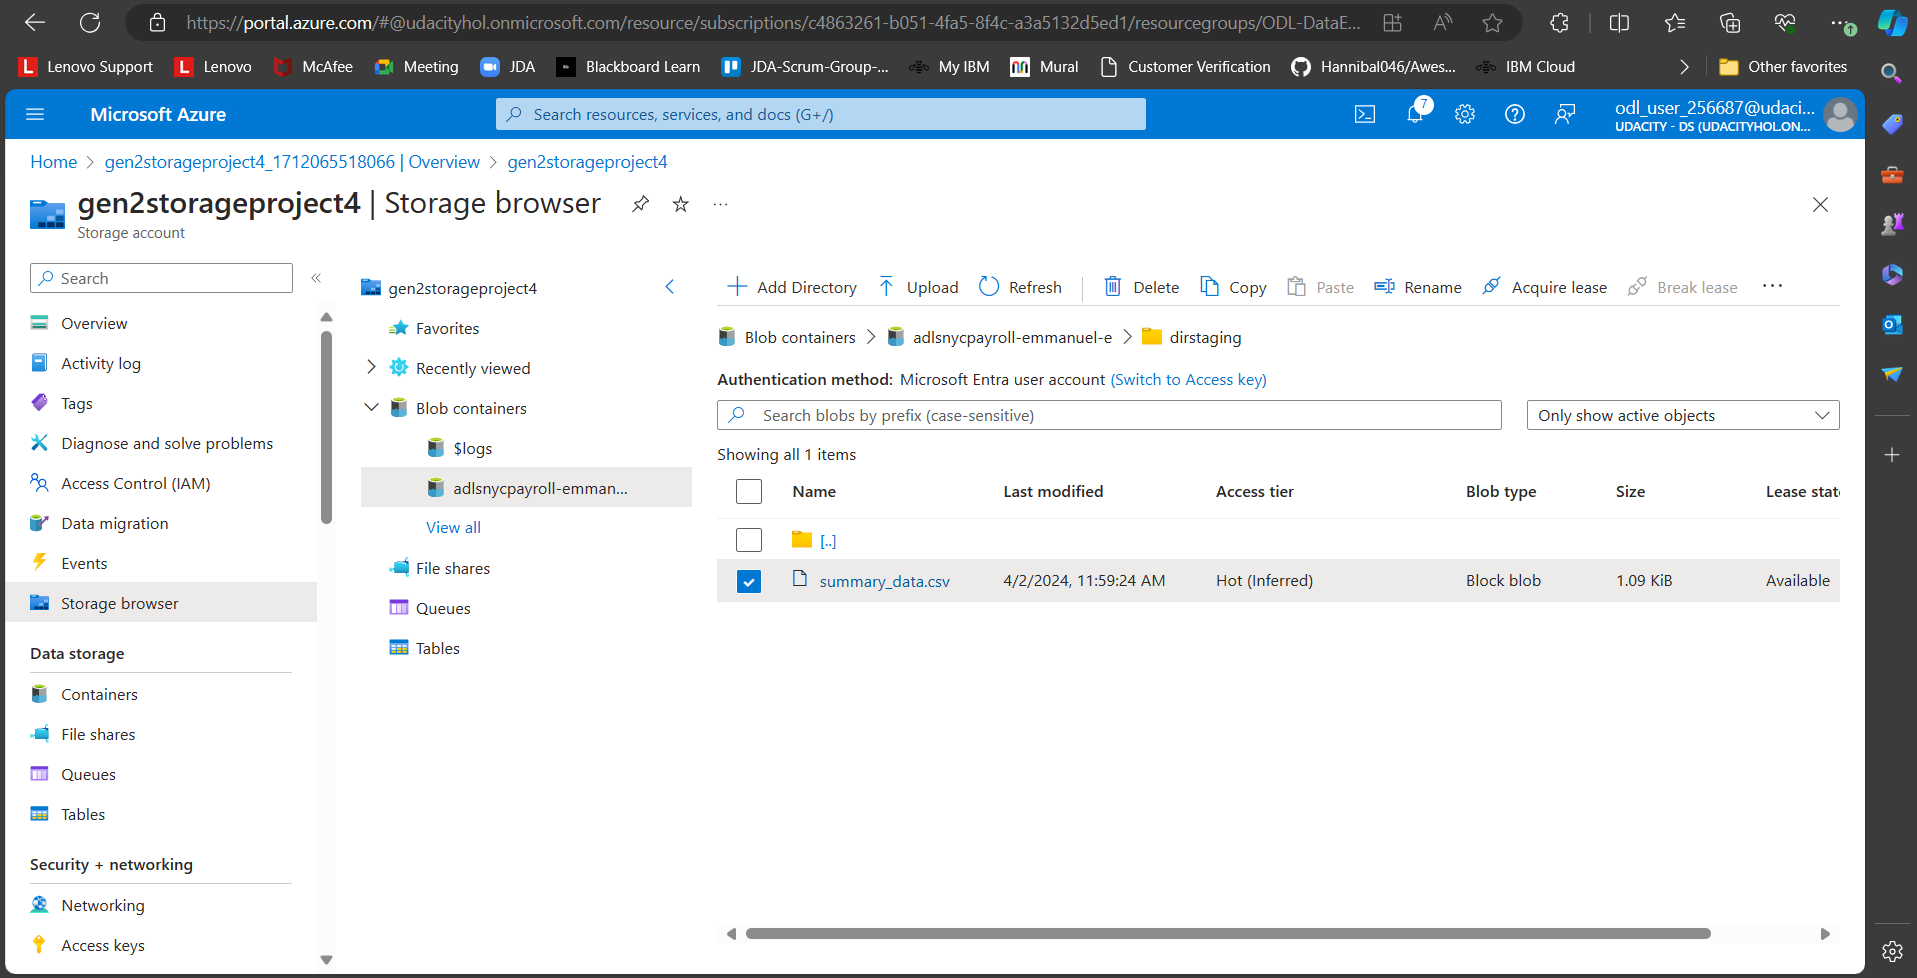 https://portal.azure.com/#@udacityhol.onmicrosoft.com/resource/subscriptions/c4863261-b051-4fa5-8f4c-a3a5132d5ed1/resourcegroups/ODL-DataE...
Lenovo Support Lenovo McAfee Meeting JDA Blackboard Learn JDA-Scrum-Group-... My IBM Mural Customer Verification Hannibal046/Awes... IBM Cloud Other favorites
Microsoft Azure
Search resources, services, and docs (G+/)
7
odl_user_256687@udaci...
UDACITY - DS (UDACITYHOL.ON...
Home > gen2storageproject4_1712065518066 | Overview > gen2storageproject4
gen2storageproject4 | Storage browser
Storage account
Search
Overview
Activity log
Tags
Diagnose and solve problems
Access Control (IAM)
Data migration
Events
Storage browser
Data storage
Containers
File shares
Queues
Tables
Security + networking
Networking
Access keys
gen2storageproject4
Favorites
Recently viewed
Blob containers
$logs
adlsnycpayroll-emman...
View all
File shares
Queues
Tables
Add Directory Upload Refresh Delete Copy Paste Rename Acquire lease Break lease
Blob containers > adlsnycpayroll-emmanuel-e > dirstaging
Authentication method: Microsoft Entra user account (Switch to Access key)
Search blobs by prefix (case-sensitive)
Only show active objects
Showing all 1 items
Name Last modified Access tier Blob type Size Lease stat
[..]
summary_data.csv 4/2/2024, 11:59:24 AM Hot (Inferred) Block blob 1.09 KiB Available